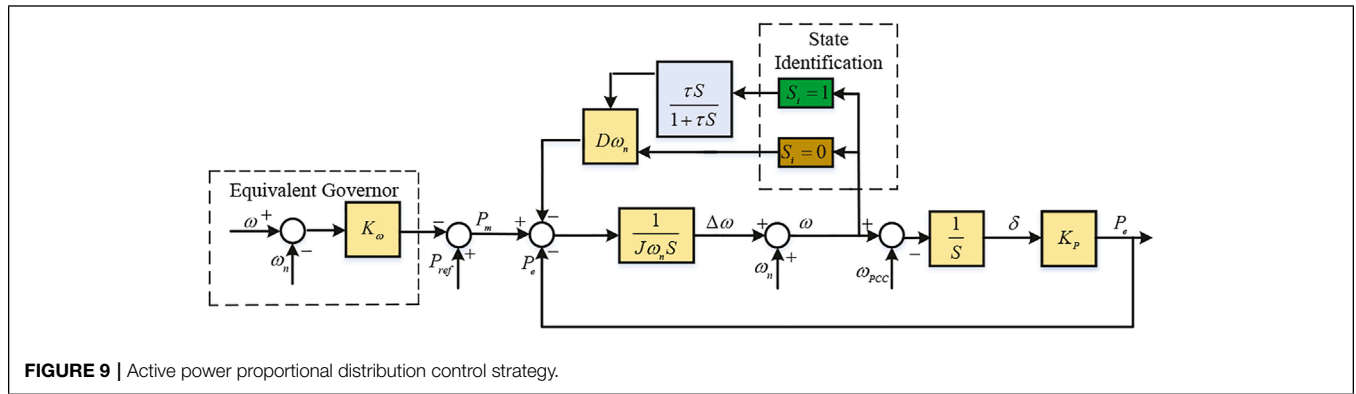 State
Identification
τS
1+τS
S_i=1
Dω_n
S_i=0
Equivalent Governor
ω + − K_ω − P_m + − 1 Δω + ω + 1 δ K_P P_e
ω_n P_ref + P_e − Jω_nS ω_n + ω_PCC − S
FIGURE 9 | Active power proportional distribution control strategy.